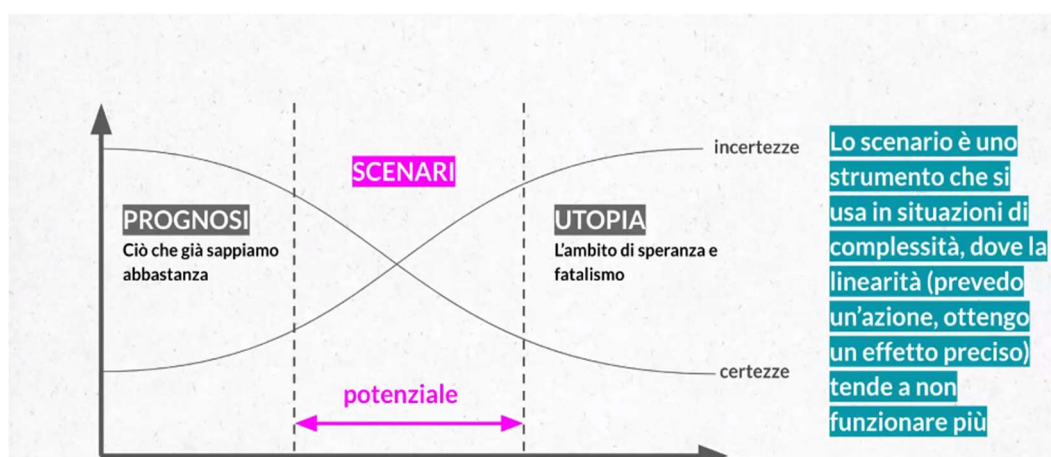 incertezze
SCENARI
PROGNOSI
Ciò che già sappiamo
abbastanza
UTOPIA
L'ambito di speranza e
fatalismo
certezze
potenziale
Lo scenario è uno
strumento che si
usa in situazioni di
complessità, dove la
linearità (prevedo
un'azione, ottengo
un effetto preciso)
tende a non
funzionare più